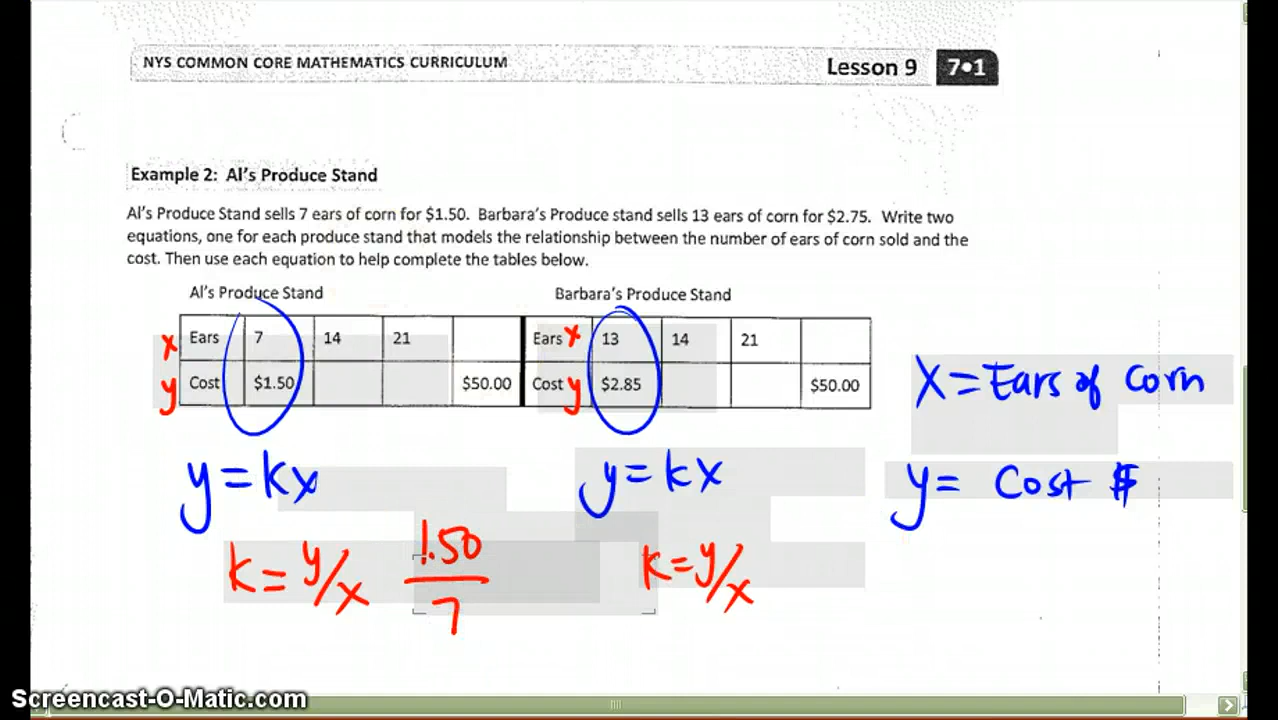 NYS COMMON CORE MATHEMATICS CURRICULUM Lesson 9 7•1
Example 2: Al's Produce Stand
Al's Produce Stand sells 7 ears of corn for $1.50. Barbara's Produce stand sells 13 ears of corn for $2.75. Write two
equations, one for each produce stand that models the relationship between the number of ears of corn sold and the
cost. Then use each equation to help complete the tables below.
Al's Produce Stand Barbara's Produce Stand
x Ears 7 14 21 Ears x 13 14 21
y Cost $1.50 $50.00 Cost y $2.85 $50.00
X = Ears of Corn
y = kx y = kx y = Cost $
k = y/x 1.50 k = y/x
7
Screencast-O-Matic.com